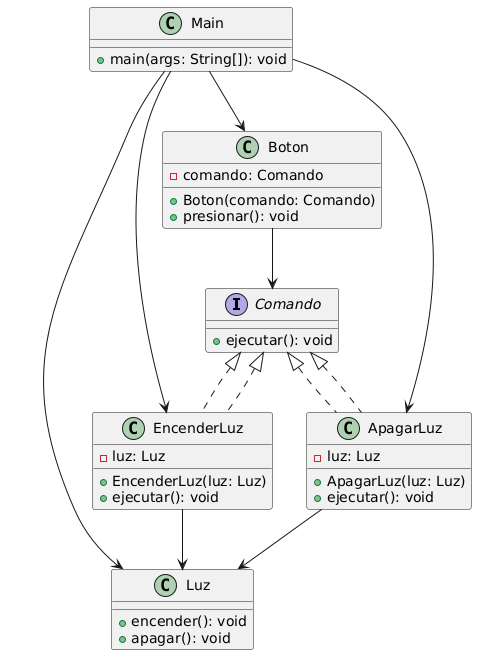 C Main
main(args: String[]): void
C Boton
comando: Comando
Boton(comando: Comando)
presionar(): void
I Comando
ejecutar(): void
C EncenderLuz
luz: Luz
EncenderLuz(luz: Luz)
ejecutar(): void
C ApagarLuz
luz: Luz
ApagarLuz(luz: Luz)
ejecutar(): void
C Luz
encender(): void
apagar(): void